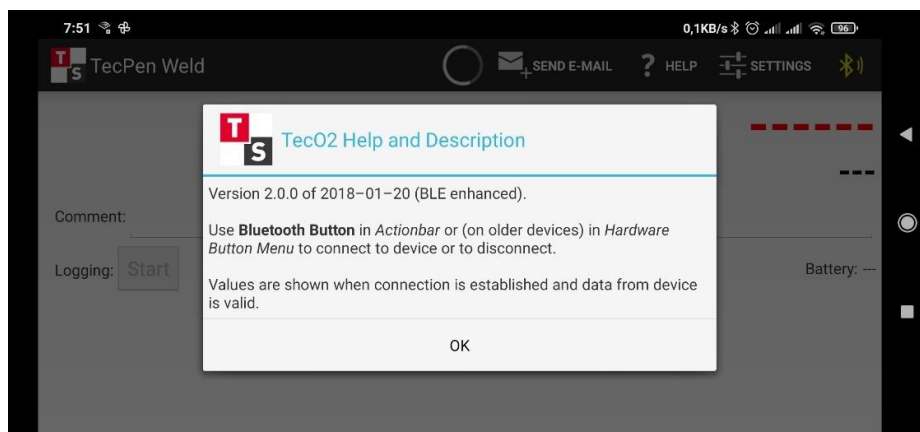 7:51 0,1KB/s 96
TS TecPen Weld SEND E-MAIL ? HELP SETTINGS
TS TecO2 Help and Description
Version 2.0.0 of 2018-01-20 (BLE enhanced).
Comment:
Use Bluetooth Button in Actionbar or (on older devices) in Hardware
Button Menu to connect to device or to disconnect.
Logging: Start
Battery: ---
Values are shown when connection is established and data from device
is valid.
OK